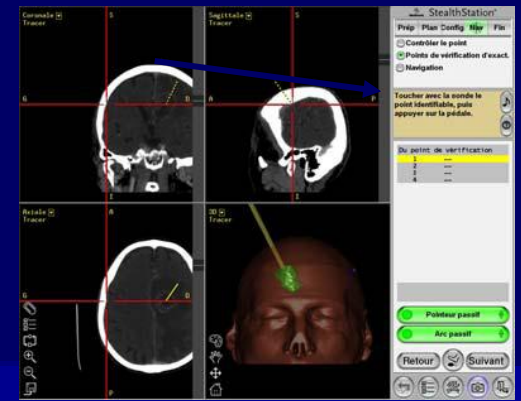 Coronale
Tracer
S
G
D
I
Sagittale
Tracer
S
A
P
I
Axiale
Tracer
A
G
D
P
3D
Tracer
StealthStation
Prép Plan Config Nav Fin
Contrôler le point
Points de vérification d'exact.
Navigation
Toucher avec la sonde le
point identifiable, puis
appuyer sur la pédale.
Du point de vérification
1 --
2 --
3 --
4 --
Pointeur passif
Arc passif
Retour
Suivant